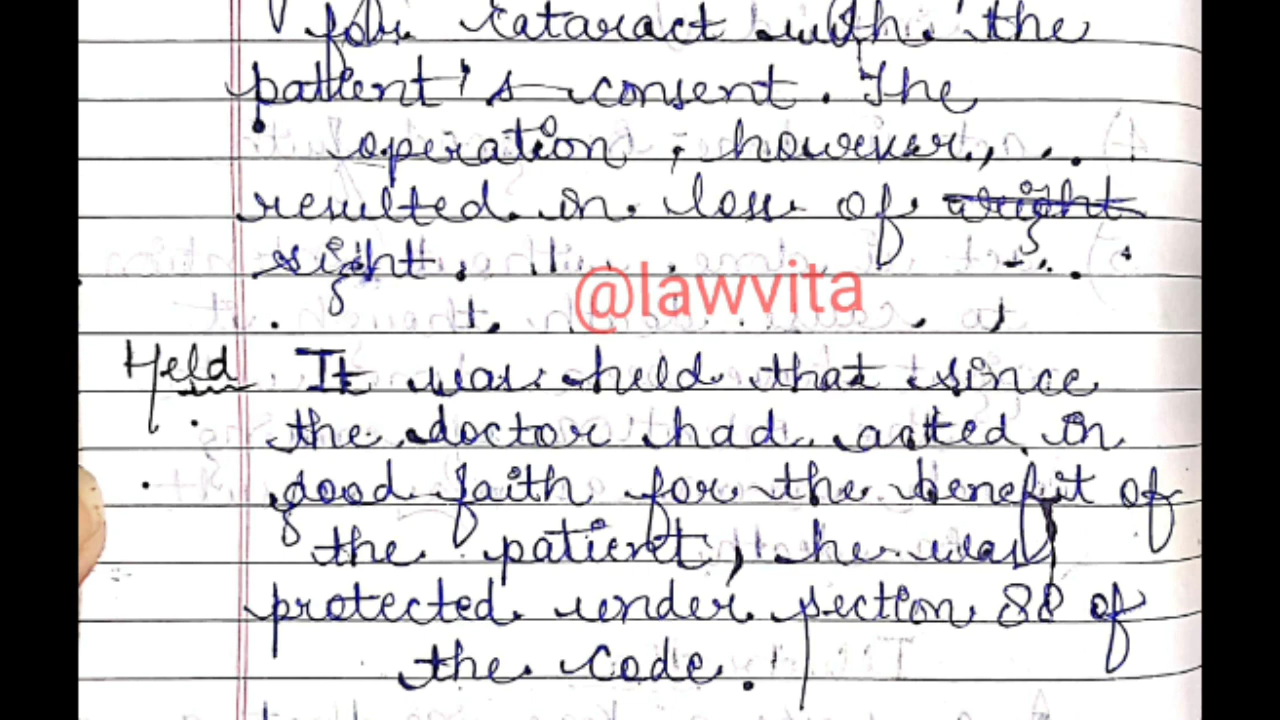 for cataract with the
patient's consent. The
operation, however,
resulted in loss of wright
sight.
@lawvita
Held It was held that since
the doctor had acted in
good faith for the benefit of
the patient, he was
protected under section 88 of
the code.